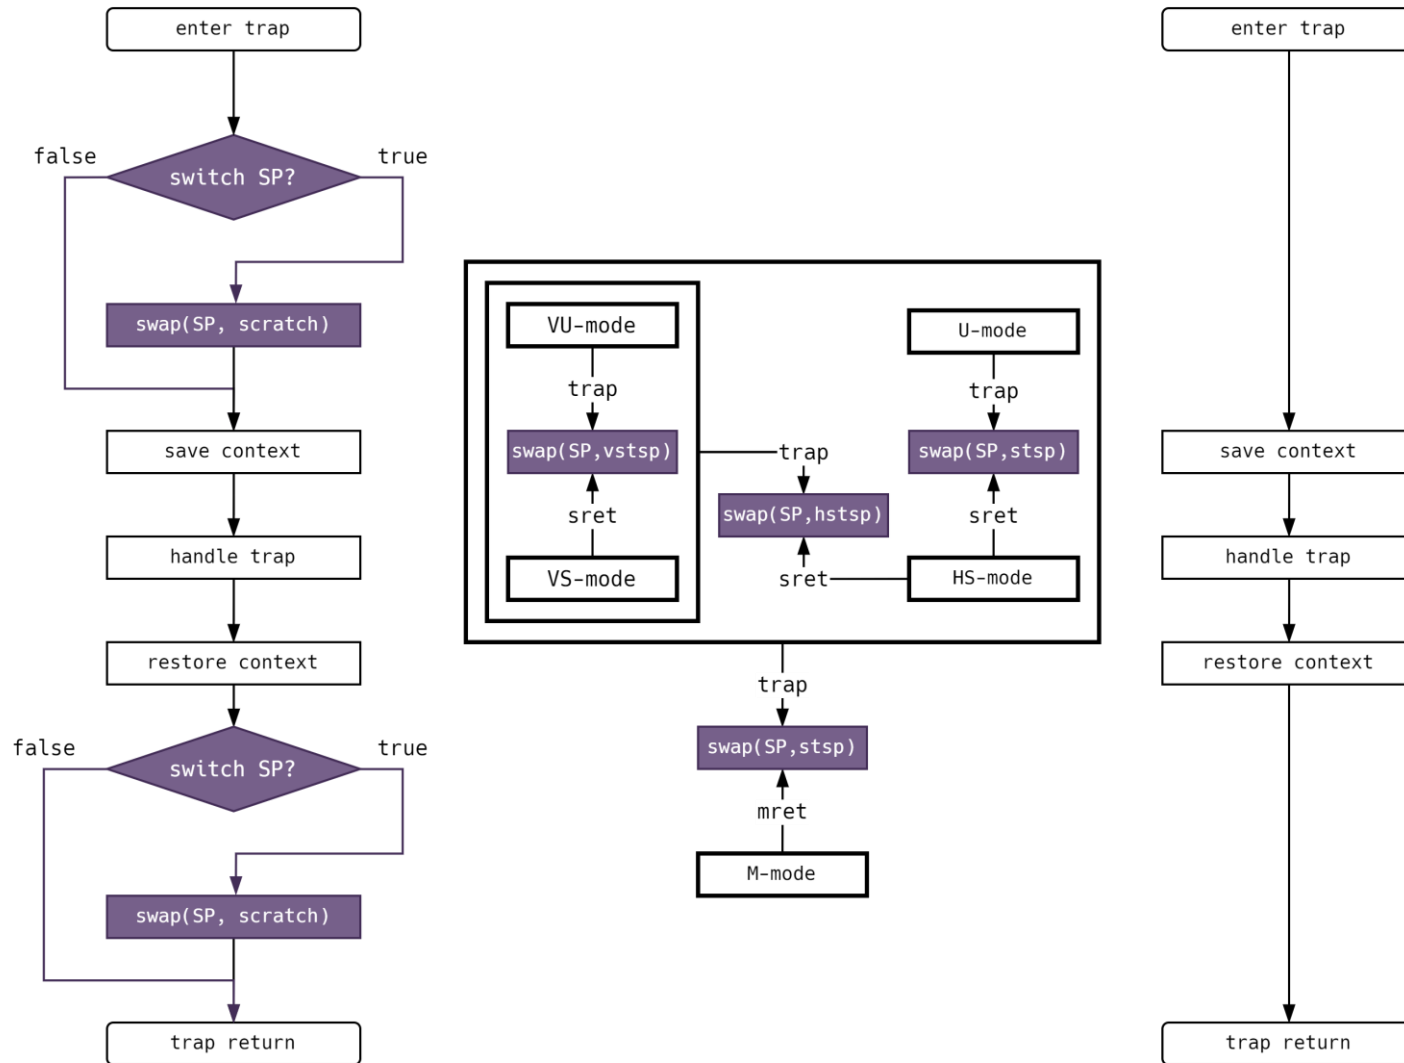 enter trap
false
true
switch SP?
swap(SP, scratch)
save context
handle trap
restore context
false
true
switch SP?
swap(SP, scratch)
trap return
VU-mode
trap
swap(SP,vstsp)
sret
VS-mode
trap
swap(SP,hstsp)
sret
U-mode
trap
swap(SP,stsp)
sret
HS-mode
trap
swap(SP,stsp)
mret
M-mode
enter trap
save context
handle trap
restore context
trap return